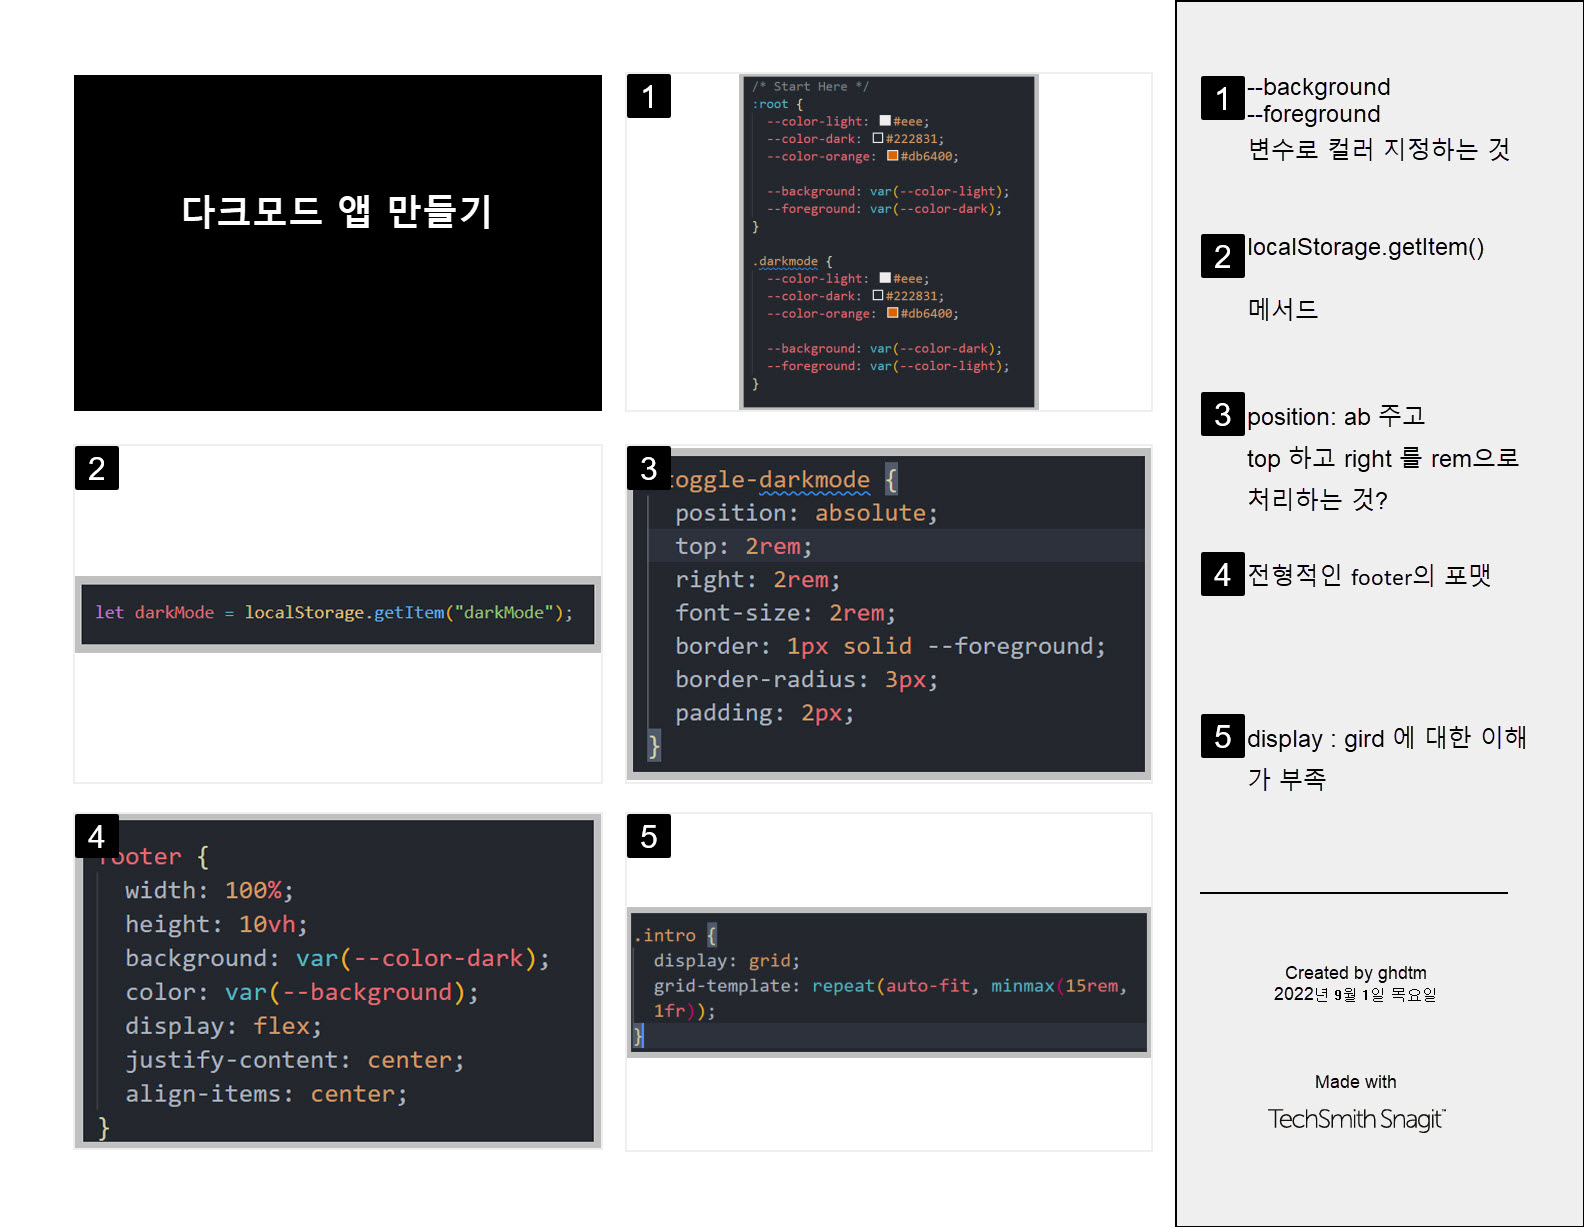 다크모드 앱 만들기
1
/* Start Here */
:root {
--color-light: #eee;
--color-dark: #222831;
--color-orange: #db6400;
--background: var(--color-light);
--foreground: var(--color-dark);
}
.darkmode {
--color-light: #eee;
--color-dark: #222831;
--color-orange: #db6400;
--background: var(--color-dark);
--foreground: var(--color-light);
}
2
let darkMode = localStorage.getItem("darkMode");
3
toggle-darkmode {
position: absolute;
top: 2rem;
right: 2rem;
font-size: 2rem;
border: 1px solid --foreground;
border-radius: 3px;
padding: 2px;
}
4
footer {
width: 100%;
height: 10vh;
background: var(--color-dark);
color: var(--background);
display: flex;
justify-content: center;
align-items: center;
}
5
.intro {
display: grid;
grid-template: repeat(auto-fit, minmax(15rem,
1fr));
}
1
--background
--foreground
변수로 컬러 지정하는 것
2
localStorage.getItem()
메서드
3
position: ab 주고
top 하고 right 를 rem으로
처리하는 것?
4
전형적인 footer의 포맷
5
display : gird 에 대한 이해
가 부족
Created by ghdtm
2022년 9월 1일 목요일
Made with
TechSmith Snagit™